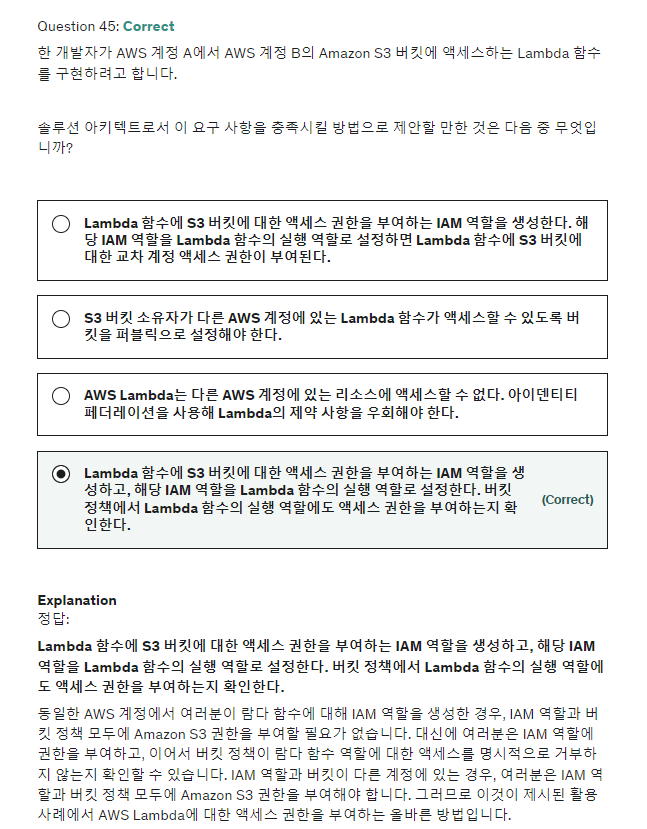 Question 45: Correct
한 개발자가 AWS 계정 A에서 AWS 계정 B의 Amazon S3 버킷에 액세스하는 Lambda 함수
를 구현하려고 합니다.
솔루션 아키텍트로서 이 요구 사항을 충족시킬 방법으로 제안할 만한 것은 다음 중 무엇입
니까?
Lambda 함수에 S3 버킷에 대한 액세스 권한을 부여하는 IAM 역할을 생성한다. 해
당 IAM 역할을 Lambda 함수의 실행 역할로 설정하면 Lambda 함수에 S3 버킷에
대한 교차 계정 액세스 권한이 부여된다.
S3 버킷 소유자가 다른 AWS 계정에 있는 Lambda 함수가 액세스할 수 있도록 버
킷을 퍼블릭으로 설정해야 한다.
AWS Lambda는 다른 AWS 계정에 있는 리소스에 액세스할 수 없다. 아이덴티티
페더레이션을 사용해 Lambda의 제약 사항을 우회해야 한다.
Lambda 함수에 S3 버킷에 대한 액세스 권한을 부여하는 IAM 역할을 생
성하고, 해당 IAM 역할을 Lambda 함수의 실행 역할로 설정한다. 버킷
정책에서 Lambda 함수의 실행 역할에도 액세스 권한을 부여하는지 확
인한다.
(Correct)
Explanation
정답:
Lambda 함수에 S3 버킷에 대한 액세스 권한을 부여하는 IAM 역할을 생성하고, 해당 IAM
역할을 Lambda 함수의 실행 역할로 설정한다. 버킷 정책에서 Lambda 함수의 실행 역할에
도 액세스 권한을 부여하는지 확인한다.
동일한 AWS 계정에서 여러분이 람다 함수에 대해 IAM 역할을 생성한 경우, IAM 역할과 버
킷 정책 모두에 Amazon S3 권한을 부여할 필요가 없습니다. 대신에 여러분은 IAM 역할에
권한을 부여하고, 이어서 버킷 정책이 람다 함수 역할에 대한 액세스를 명시적으로 거부하
지 않는지 확인할 수 있습니다. IAM 역할과 버킷이 다른 계정에 있는 경우, 여러분은 IAM 역
할과 버킷 정책 모두에 Amazon S3 권한을 부여해야 합니다. 그러므로 이것이 제시된 활용
사례에서 AWS Lambda에 대한 액세스 권한을 부여하는 올바른 방법입니다.